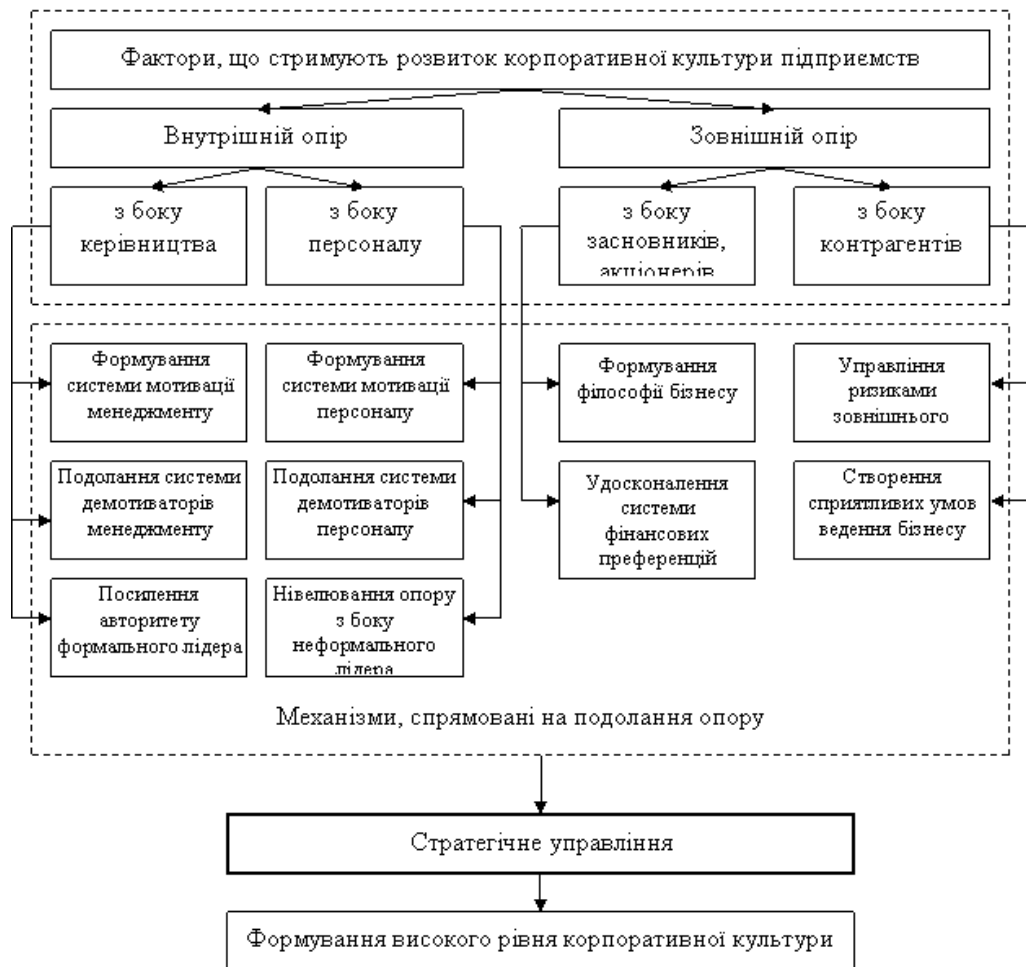 Фактори, що стримують розвиток корпоративної культури підприємств
Внутрішній опір
Зовнішній опір
з боку
керівництва
з боку
персоналу
з боку
засновників,
акціонерів
з боку
контрагентів
Формування
системи мотивації
менеджменту
Формування
системи мотивації
персоналу
Формування
філософії бізнесу
Управління
ризиками
зовнішнього
Подолання системи
демотиваторів
менеджменту
Подолання системи
демотиваторів
персоналу
Удосконалення
системи
фінансових
преференцій
Створення
сприятливих умов
ведення бізнесу
Посилення
авторитету
формального лідера
Нівелювання опору
з боку
неформального
лідера
Механізми, спрямовані на подолання опору
Стратегічне управління
Формування високого рівня корпоративної культури